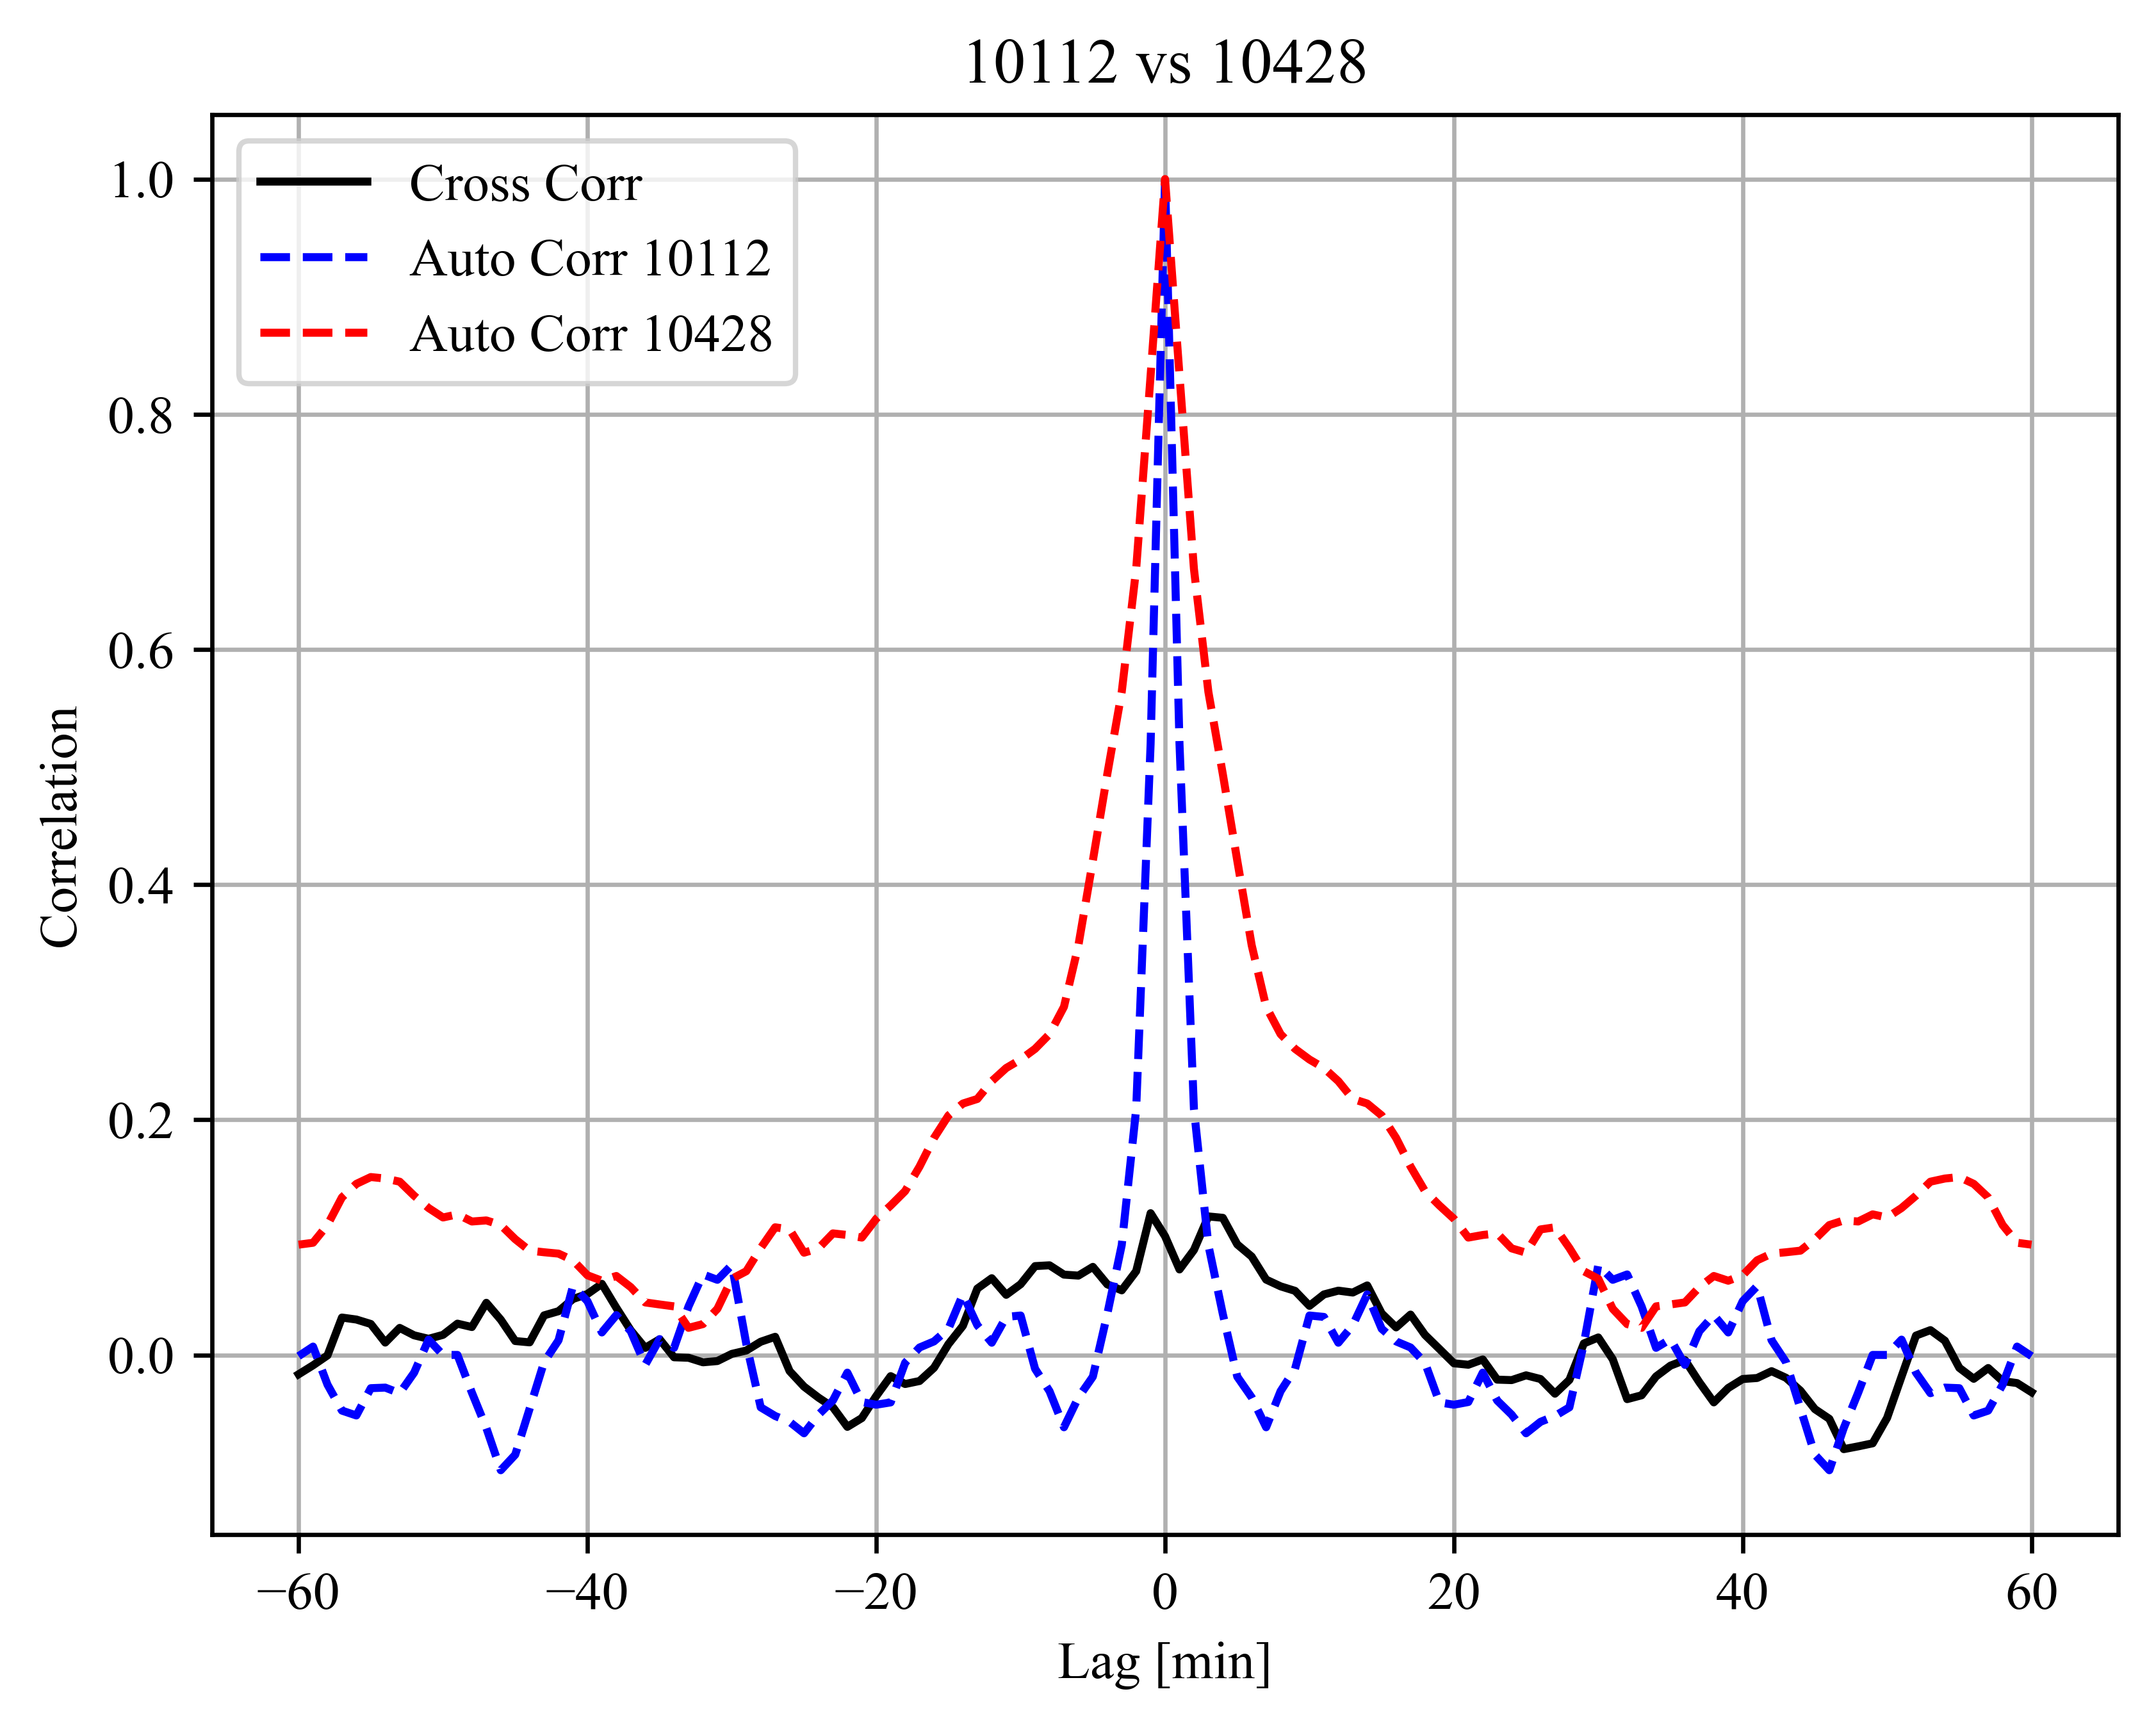 10112 vs 10428
Cross Corr
Auto Corr 10112
Auto Corr 10428
1.0
0.8
0.6
0.4
0.2
0.0
Correlation
−60
−40
−20
0
20
40
60
Lag [min]